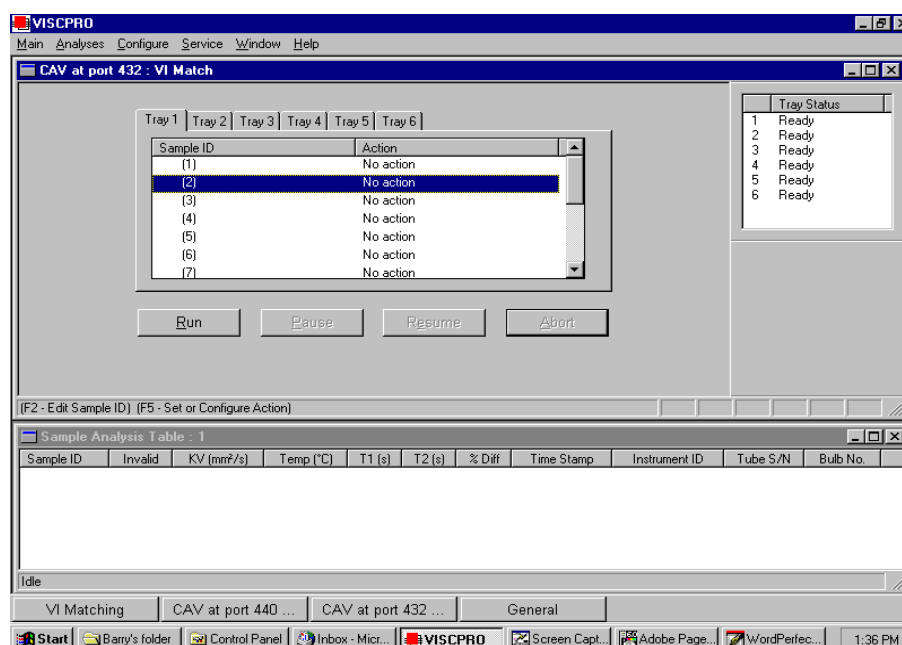 VISCPRO
Main Analyses Configure Service Window Help
CAV at port 432 : VI Match
Tray 1 Tray 2 Tray 3 Tray 4 Tray 5 Tray 6
Sample ID Action
(1) No action
(2) No action
(3) No action
(4) No action
(5) No action
(6) No action
(7) No action
Run Pause Resume Abort
Tray Status
1 Ready
2 Ready
3 Ready
4 Ready
5 Ready
6 Ready
(F2 - Edit Sample ID) (F5 - Set or Configure Action)
Sample Analysis Table : 1
Sample ID Invalid KV (mm²/s) Temp (°C) T1 (s) T2 (s) % Diff Time Stamp Instrument ID Tube S/N Bulb No.
Idle
VI Matching CAV at port 440 ... CAV at port 432 ... General
Start Barry's folder Control Panel Inbox - Micr... VISCPRO Screen Capt... Adobe Page... WordPerfec... 1:36 PM